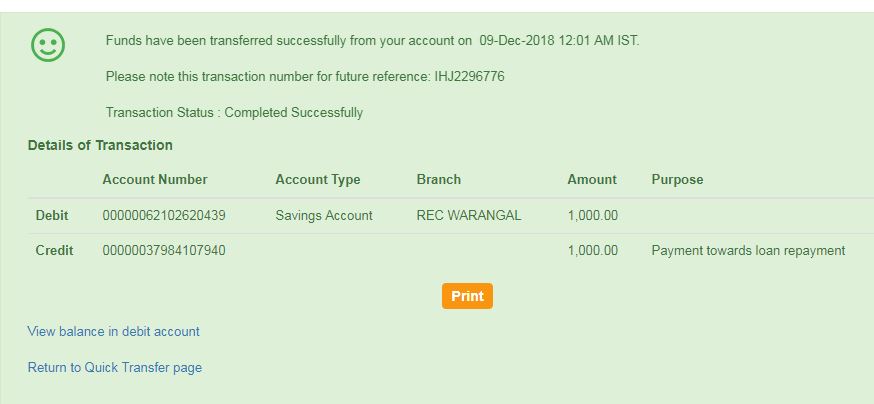 Funds have been transferred successfully from your account on 09-Dec-2018 12:01 AM IST.
Please note this transaction number for future reference: IHJ2296776
Transaction Status : Completed Successfully
Details of Transaction
Account Number Account Type Branch Amount Purpose
Debit 00000062102620439 Savings Account REC WARANGAL 1,000.00
Credit 00000037984107940 1,000.00 Payment towards loan repayment
Print
View balance in debit account
Return to Quick Transfer page